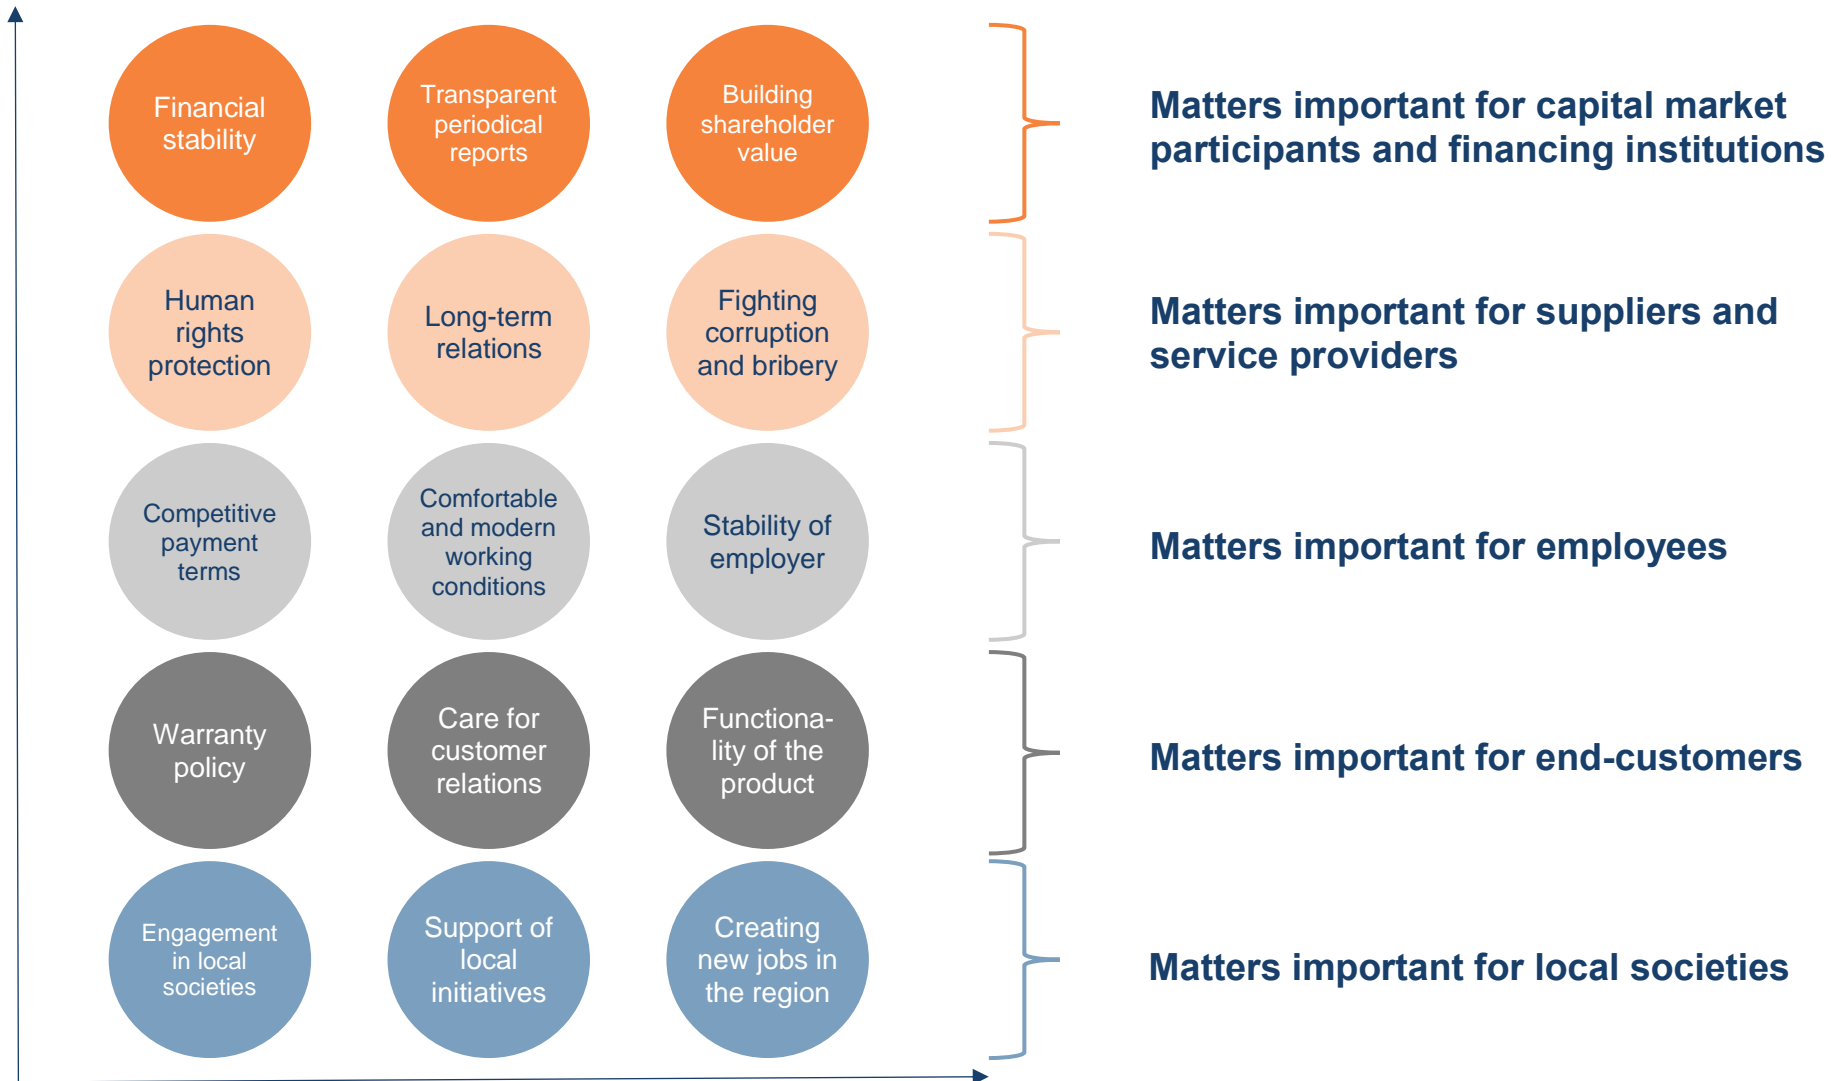 Financial
stability
Transparent
periodical
reports
Building
shareholder
value
Matters important for capital market
participants and financing institutions
Human
rights
protection
Long-term
relations
Fighting
corruption
and bribery
Matters important for suppliers and
service providers
Competitive
payment
terms
Comfortable
and modern
working
conditions
Stability of
employer
Matters important for employees
Warranty
policy
Care for
customer
relations
Functiona-
lity of the
product
Matters important for end-customers
Engagement
in local
societies
Support of
local
initiatives
Creating
new jobs in
the region
Matters important for local societies